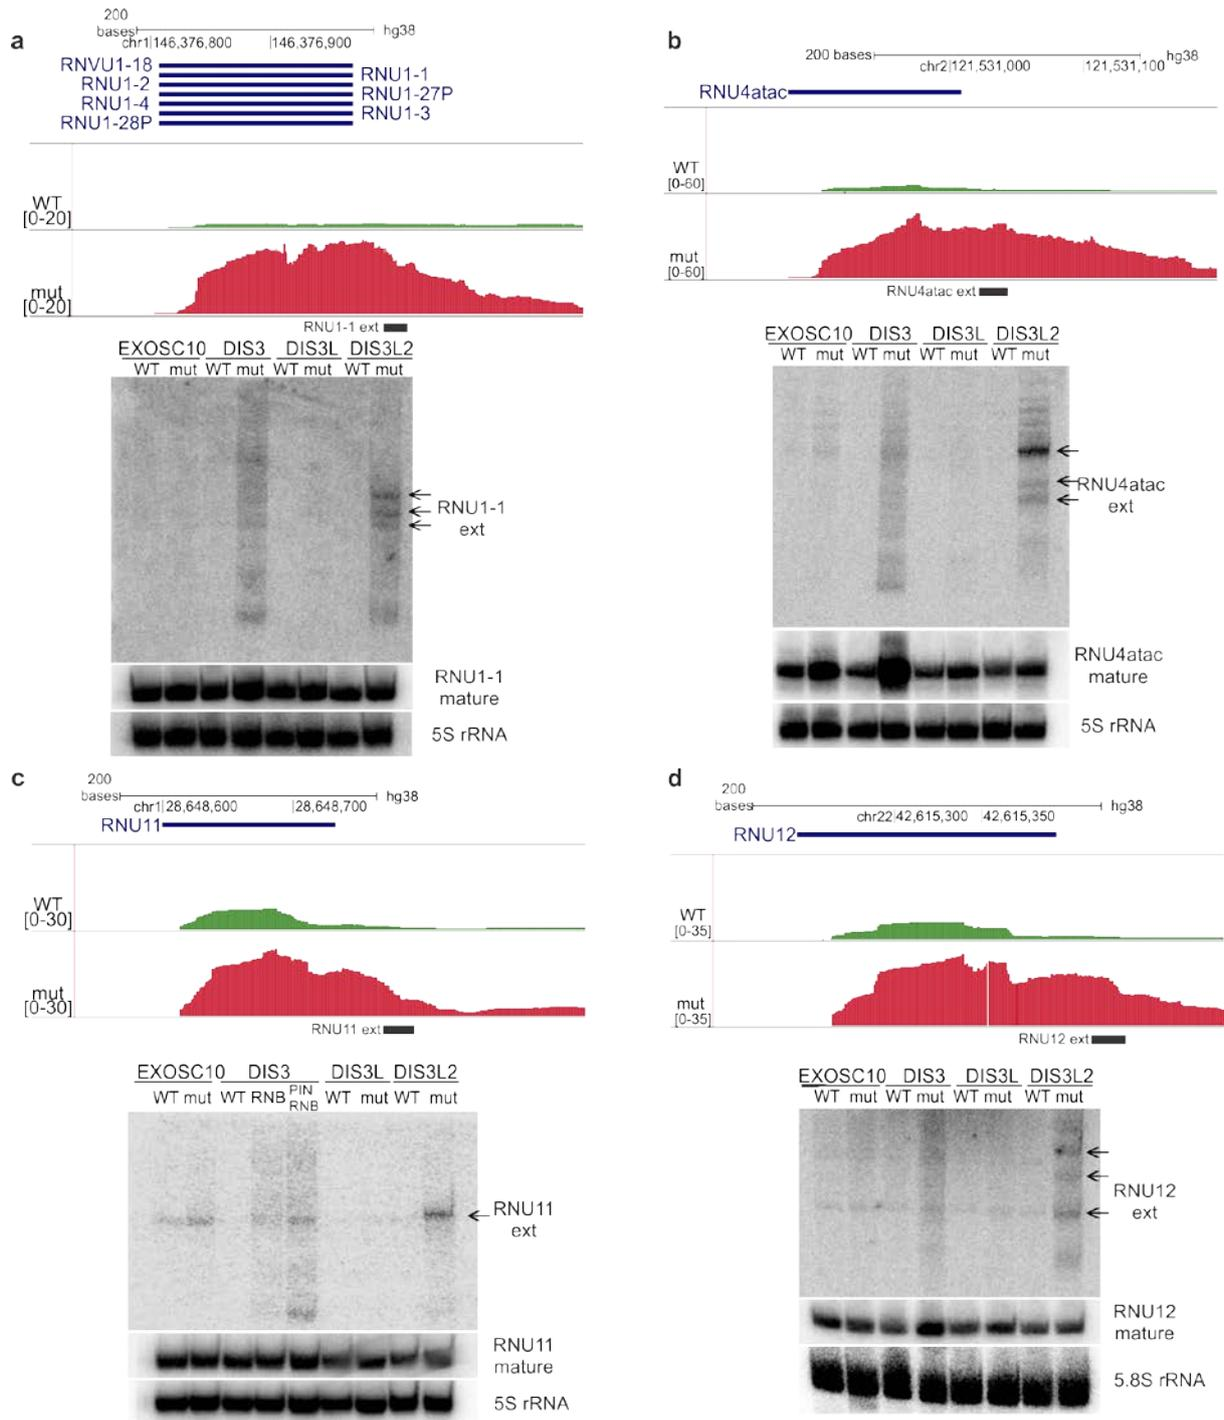 a
200
bases
hg38
chr1 146,376,800 146,376,900
RNVU1-18
RNU1-1
RNU1-2
RNU1-27P
RNU1-4
RNU1-3
RNU1-28P
WT
[0-20]
mut
[0-20]
RNU1-1 ext
EXOSC10 DIS3 DIS3L DIS3L2
WT mut WT mut WT mut WT mut
RNU1-1
ext
RNU1-1
mature
5S rRNA
b
200 bases hg38
chr2 121,531,000 121,531,100
RNU4atac
WT
[0-60]
mut
[0-60]
RNU4atac ext
EXOSC10 DIS3 DIS3L DIS3L2
WT mut WT mut WT mut WT mut
RNU4atac
ext
RNU4atac
mature
5S rRNA
c
200
bases hg38
chr1 28,648,600 28,648,700
RNU11
WT
[0-30]
mut
[0-30]
RNU11 ext
EXOSC10 DIS3 DIS3L DIS3L2
WT mut WT RNB PIN RNB WT mut WT mut
RNU11
ext
RNU11
mature
5S rRNA
d
200
bases hg38
chr22 42,615,300 42,615,350
RNU12
WT
[0-35]
mut
[0-35]
RNU12 ext
EXOSC10 DIS3 DIS3L DIS3L2
WT mut WT mut WT mut WT mut
RNU12
ext
RNU12
mature
5.8S rRNA